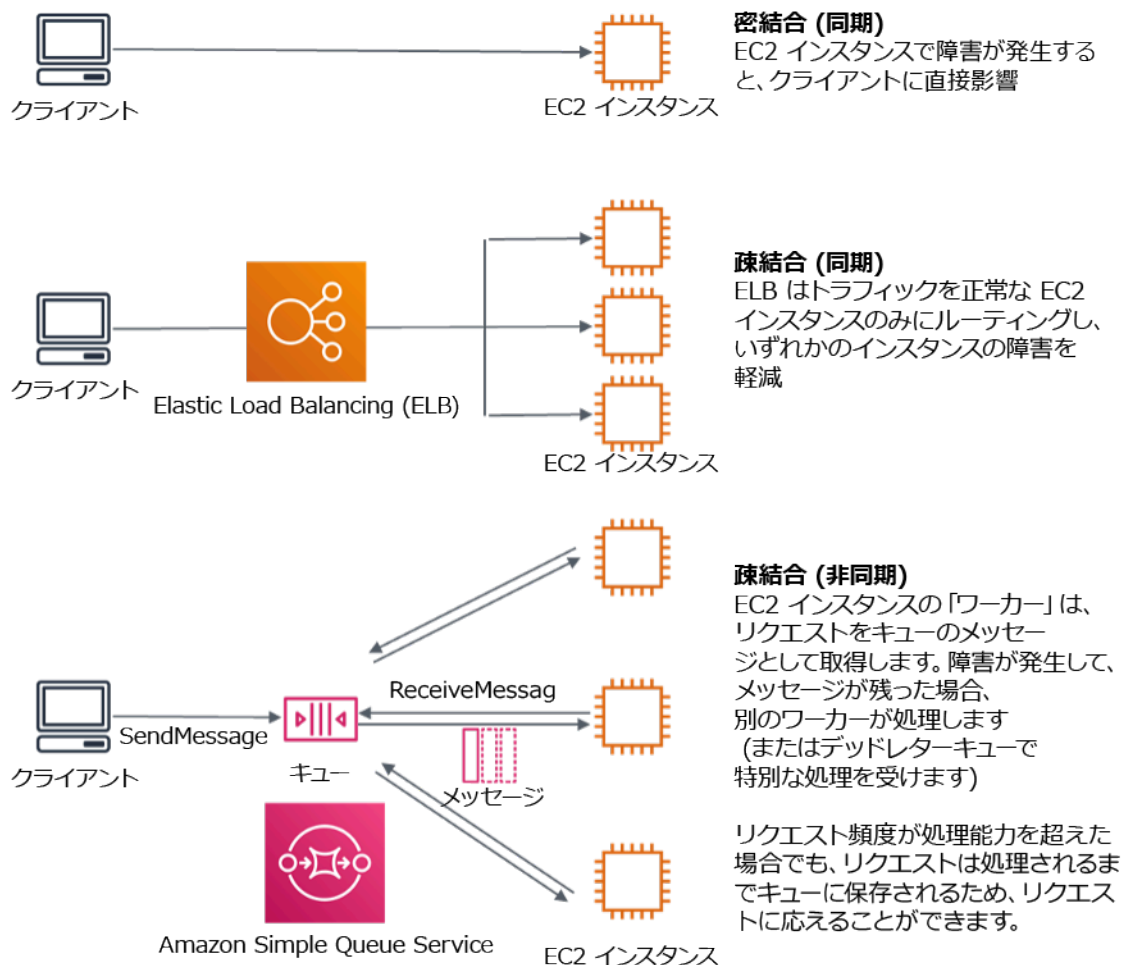 密結合 (同期)
EC2 インスタンスで障害が発生する
と、クライアントに直接影響
クライアント
EC2 インスタンス
疎結合 (同期)
ELB はトラフィックを正常な EC2
インスタンスのみにルーティングし、
いずれかのインスタンスの障害を
軽減
クライアント
Elastic Load Balancing (ELB)
EC2 インスタンス
疎結合 (非同期)
EC2 インスタンスの「ワーカー」は、
リクエストをキューのメッセー
ジとして取得します。障害が発生して、
メッセージが残った場合、
別のワーカーが処理します
(またはデッドレターキューで
特別な処理を受けます)
リクエスト頻度が処理能力を超えた
場合でも、リクエストは処理されるま
でキューに保存されるため、リクエス
トに応えることができます。
ReceiveMessag
SendMessage
クライアント
キュー
メッセージ
Amazon Simple Queue Service
EC2 インスタンス